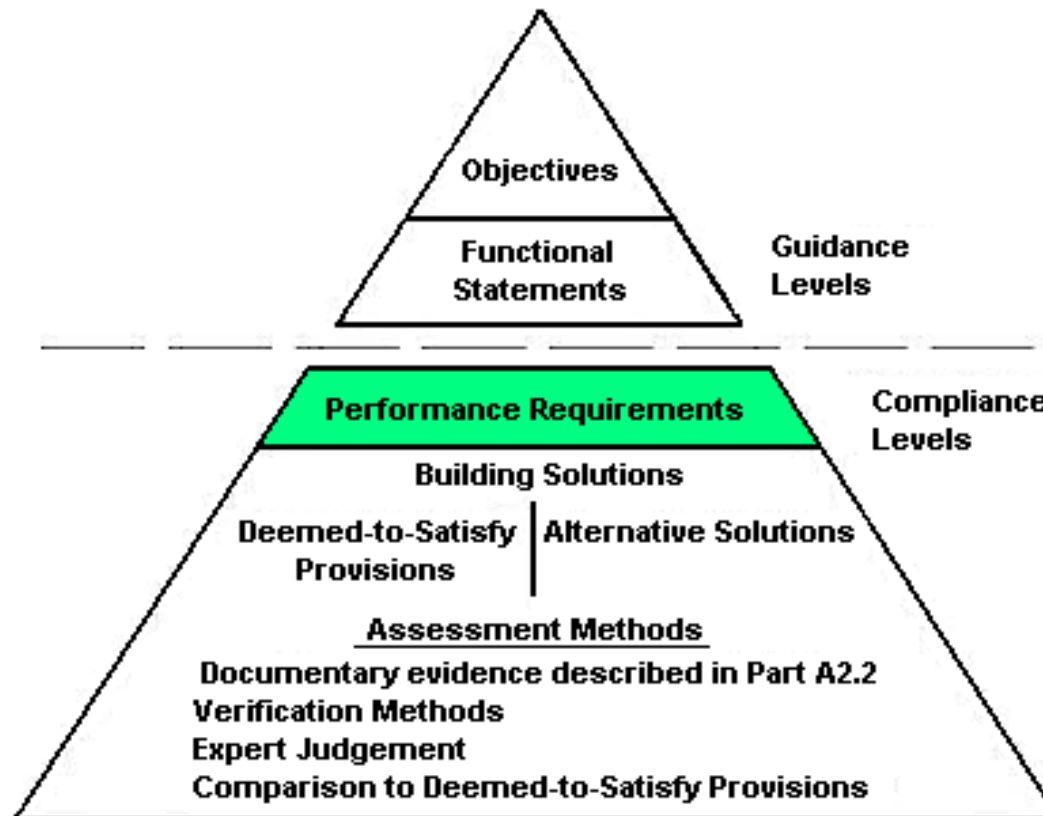 Objectives
Functional
Statements
Guidance
Levels
Performance Requirements
Compliance
Levels
Building Solutions
Deemed-to-Satisfy
Provisions
Alternative Solutions
Assessment Methods
Documentary evidence described in Part A2.2
Verification Methods
Expert Judgement
Comparison to Deemed-to-Satisfy Provisions